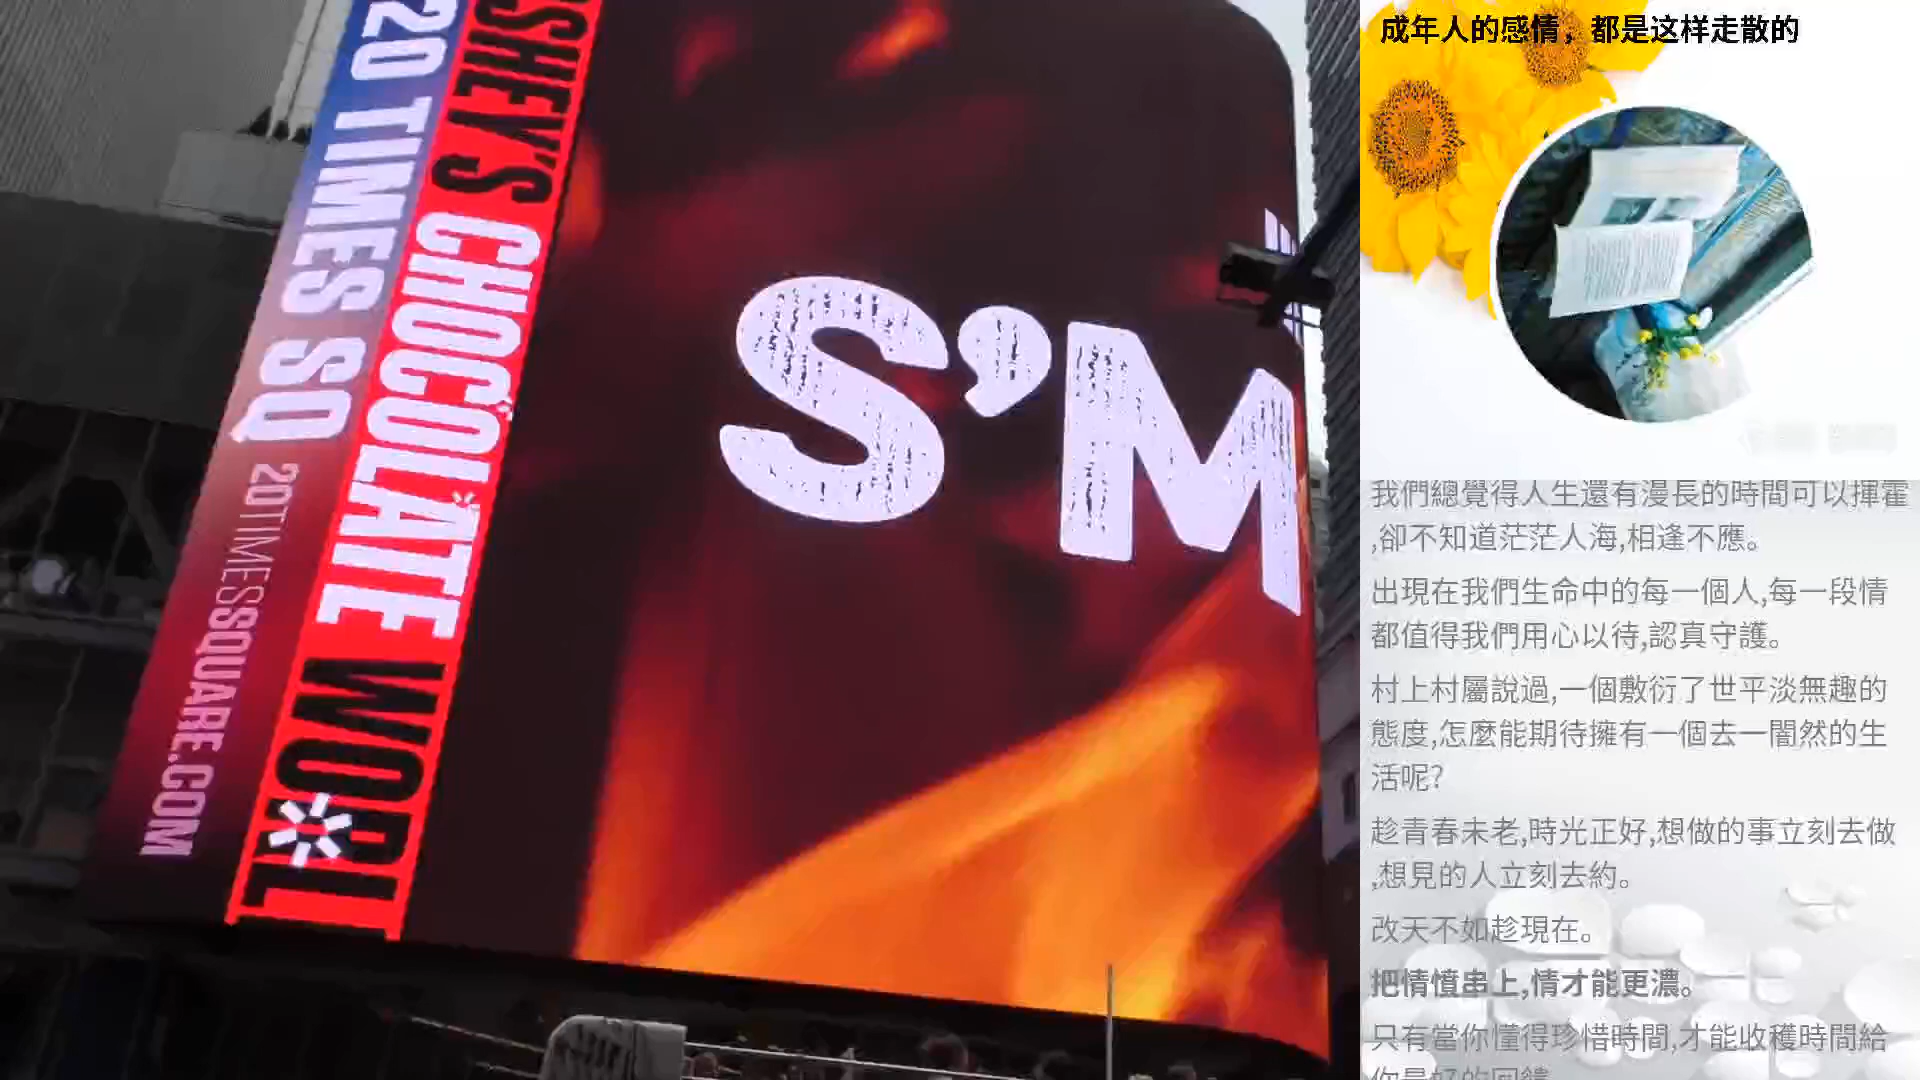 20 TIMES SQ
20TIMESSQUARE.COM
SHEY'S CHOCOLATE WORL
S'M
成年人的感情，都是这样走散的
我們總覺得人生還有漫長的時間可以揮霍
,卻不知道茫茫人海,相逢不應。
出現在我們生命中的每一個人,每一段情
都值得我們用心以待,認真守護。
村上村屬說過,一個敷衍了世平淡無趣的
態度,怎麼能期待擁有一個去一闇然的生
活呢?
趁青春未老,時光正好,想做的事立刻去做
,想見的人立刻去約。
改天不如趁現在。
把情憤串上,情才能更濃。
只有當你懂得珍惜時間,才能收穫時間給